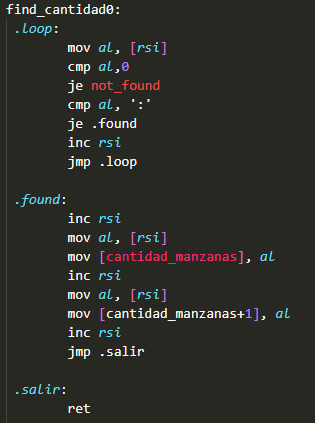 find_cantidad0:
.loop:
mov al, [rsi]
cmp al,0
je not_found
cmp al, ':'
je .found
inc rsi
jmp .loop
.found:
inc rsi
mov al, [rsi]
mov [cantidad_manzanas], al
inc rsi
mov al, [rsi]
mov [cantidad_manzanas+1], al
inc rsi
jmp .salir
.salir:
ret